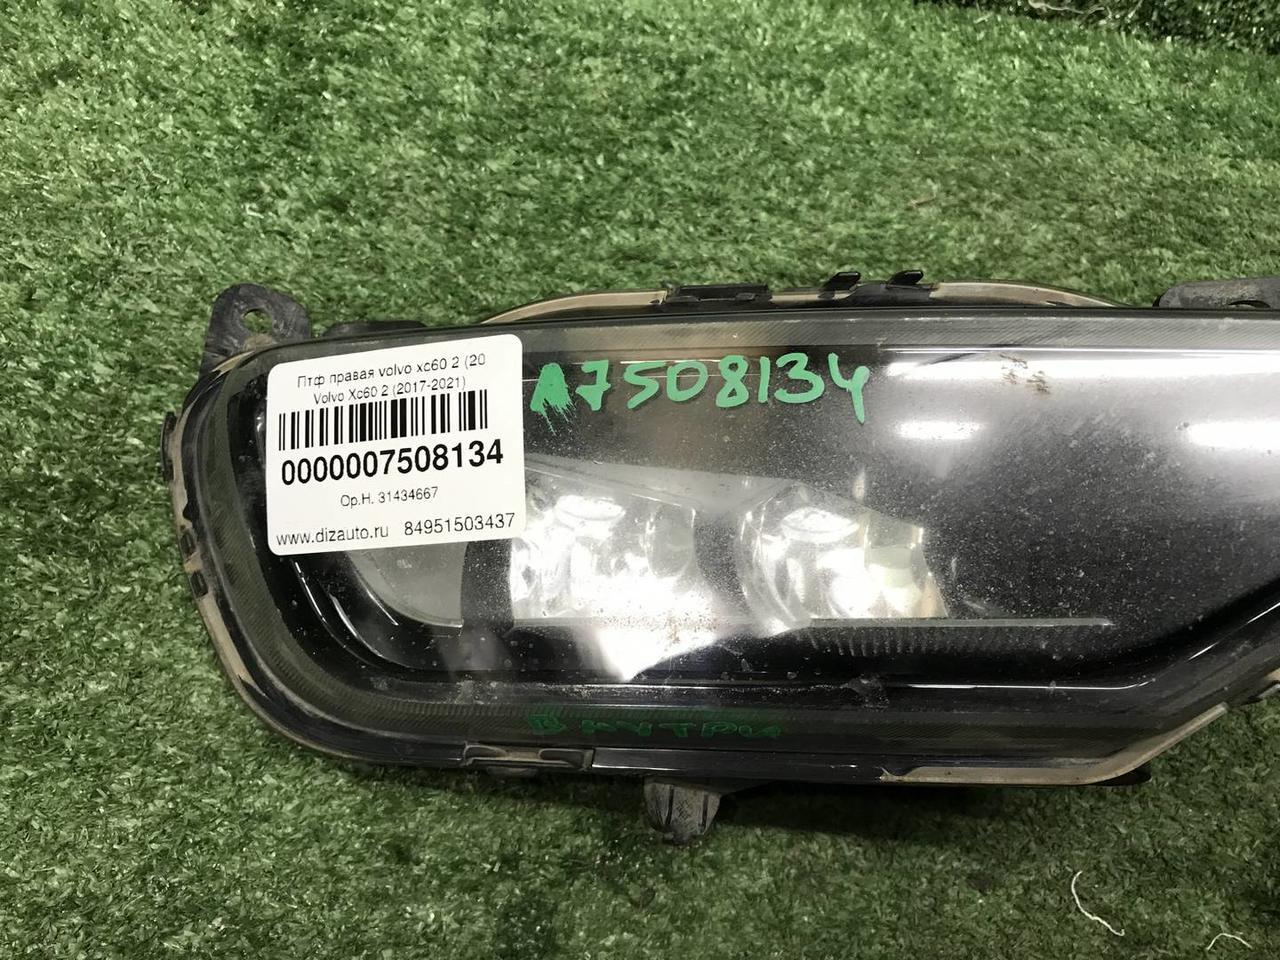 Птф правая volvo xc60 2 (20
Volvo Xc60 2 (2017-2021)
0000007508134
Ор.Н. 31434667
www.dizauto.ru 84951503437
A7508134
Внутри